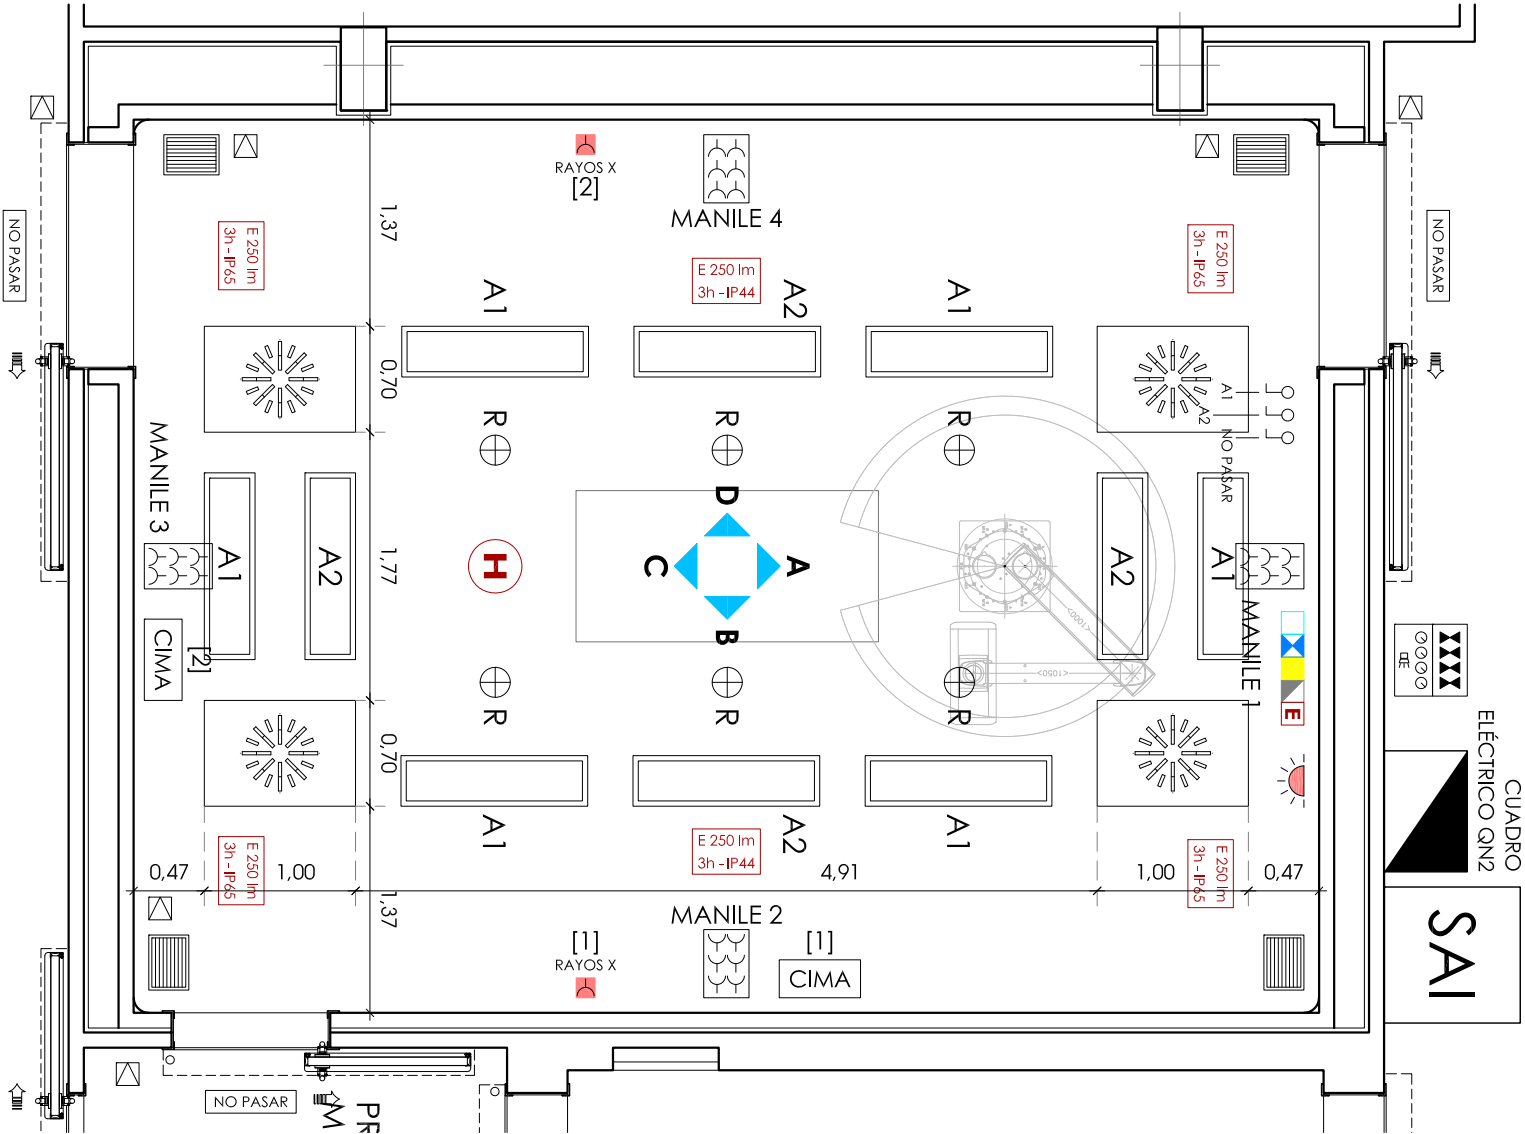 RAYOS X
[2]
MANILE 4
1,37
E 250 lm
3h - IP65
E 250 lm
3h - IP44
E 250 lm
3h - IP65
NO PASAR
NO PASAR
A1
A2
A1
0,70
R
R
R
A1
A2
NO PASAR
MANILE 3
D
A1
A2
1,77
H
C
A
B
A2
A1
<1000>
<1050>
MANILE 1
E
CIMA
[2]
R
R
R
0,70
CUADRO
ELÉCTRICO QN2
A1
A2
A1
E 250 lm
3h - IP65
E 250 lm
3h - IP44
E 250 lm
3h - IP65
0,47
1,00
4,91
1,00
0,47
1,37
MANILE 2
[1]
RAYOS X
[1]
CIMA
SAI
NO PASAR
PR
M